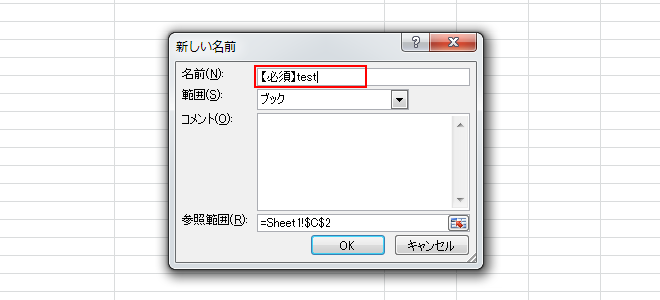 新しい名前
名前(N): 【必須】test
範囲(S): ブック
コメント(O):
参照範囲(R): =Sheet1!$C$2
OK キャンセル